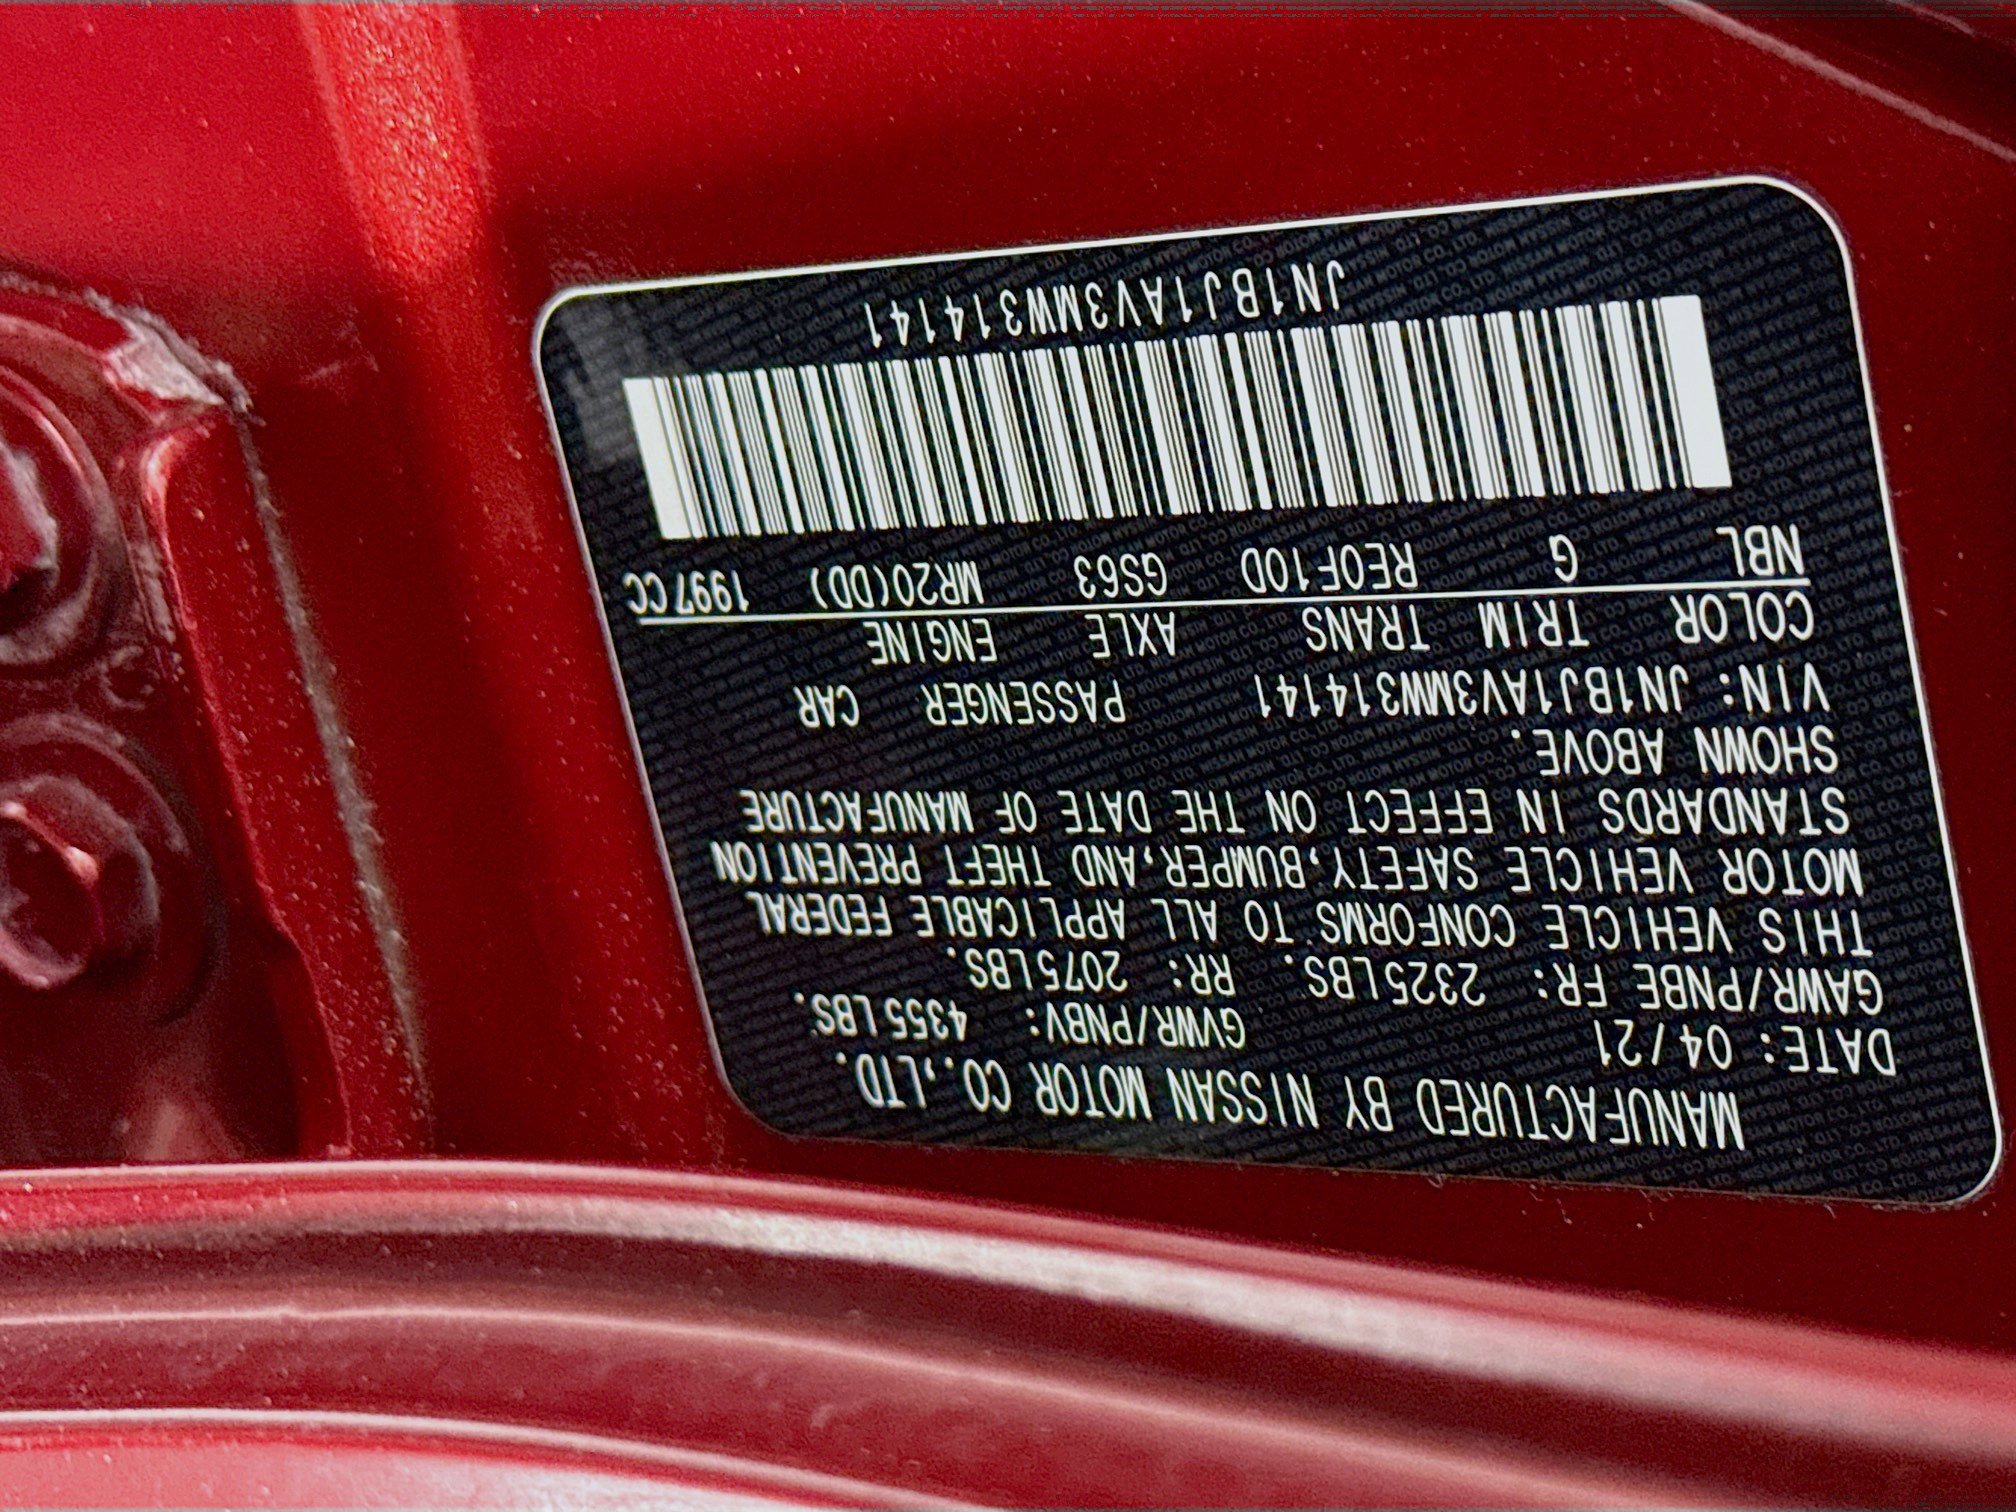 MANUFACTURED BY NISSAN MOTOR CO.,LTD.
DATE: 04/21 GVWR/PNBV: 4355LBS.
GAWR/PNBE FR: 2325LBS. RR: 2075LBS.
THIS VEHICLE CONFORMS TO ALL APPLICABLE FEDERAL
MOTOR VEHICLE SAFETY,BUMPER,AND THEFT PREVENTION
STANDARDS IN EFFECT ON THE DATE OF MANUFACTURE
SHOWN ABOVE.
VIN: JN1BJ1AV3MW314141 PASSENGER CAR
COLOR TRIM TRANS AXLE ENGINE
NBL G REOF10D GS63 MR20(DD) 1997CC
JN1BJ1AV3MW314141